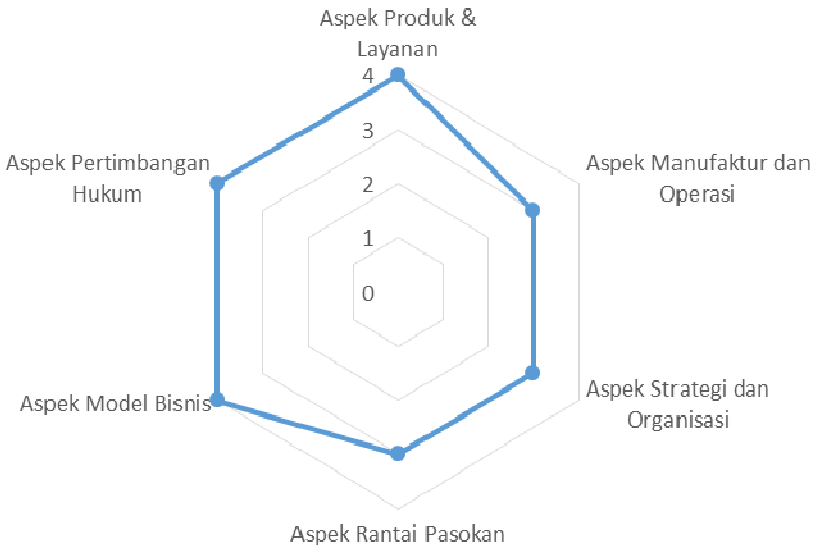 Aspek Produk &
Layanan
4
3
2
1
0
Aspek Manufaktur dan
Operasi
Aspek Strategi dan
Organisasi
Aspek Rantai Pasokan
Aspek Model Bisnis
Aspek Pertimbangan
Hukum